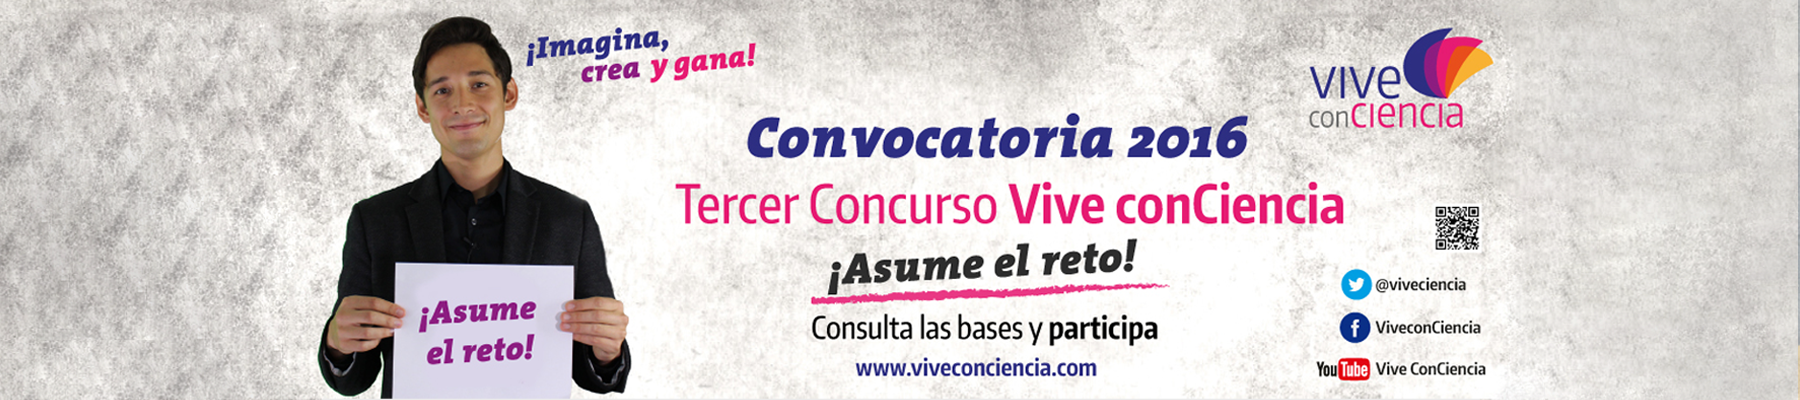 ¡Imagina,
crea y gana!
VIVE
conCIENCIA
Convocatoria 2016
Tercer Concurso Vive conCiencia
¡Asume el reto!
Consulta las bases y participa
www.viveconciencia.com
¡Asume
el reto!
@viveciencia
ViveconCiencia
YouTube Vive ConCiencia